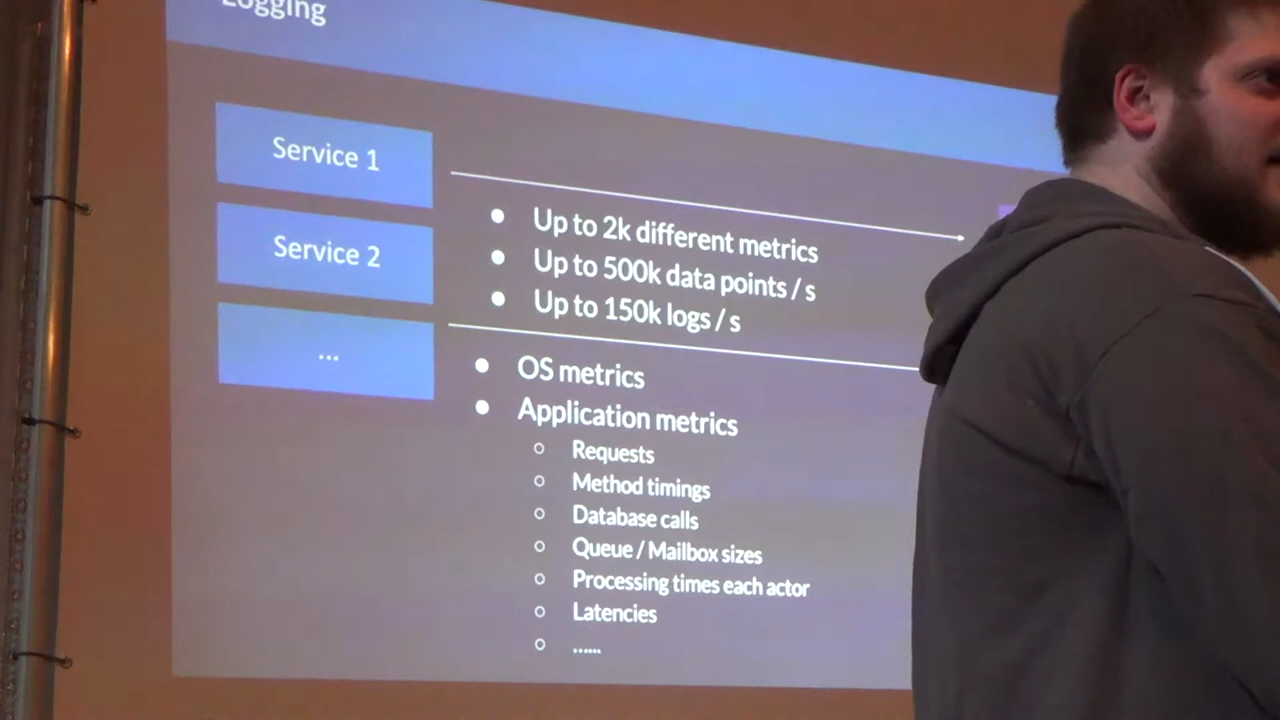 Logging
Service 1
Service 2
...
Up to 2k different metrics
Up to 500k data points / s
Up to 150k logs / s
OS metrics
Application metrics
Requests
Method timings
Database calls
Queue / Mailbox sizes
Processing times each actor
Latencies
......